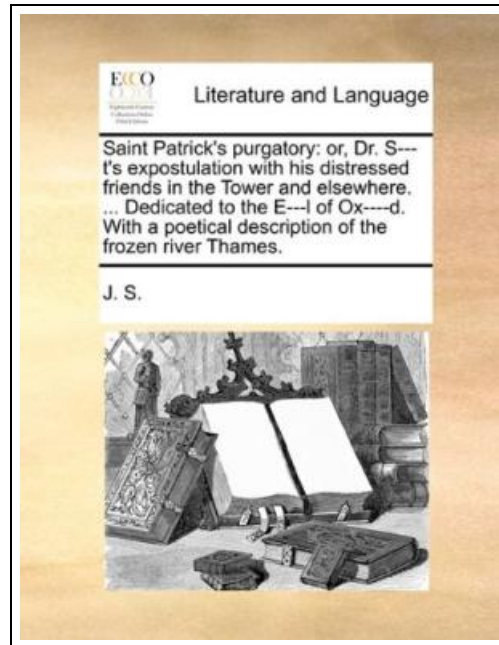 ECCO
Literature and Language
Saint Patrick's purgatory: or, Dr. S---
t's expostulation with his distressed
friends in the Tower and elsewhere.
... Dedicated to the E---l of Ox----d.
With a poetical description of the
frozen river Thames.
J. S.